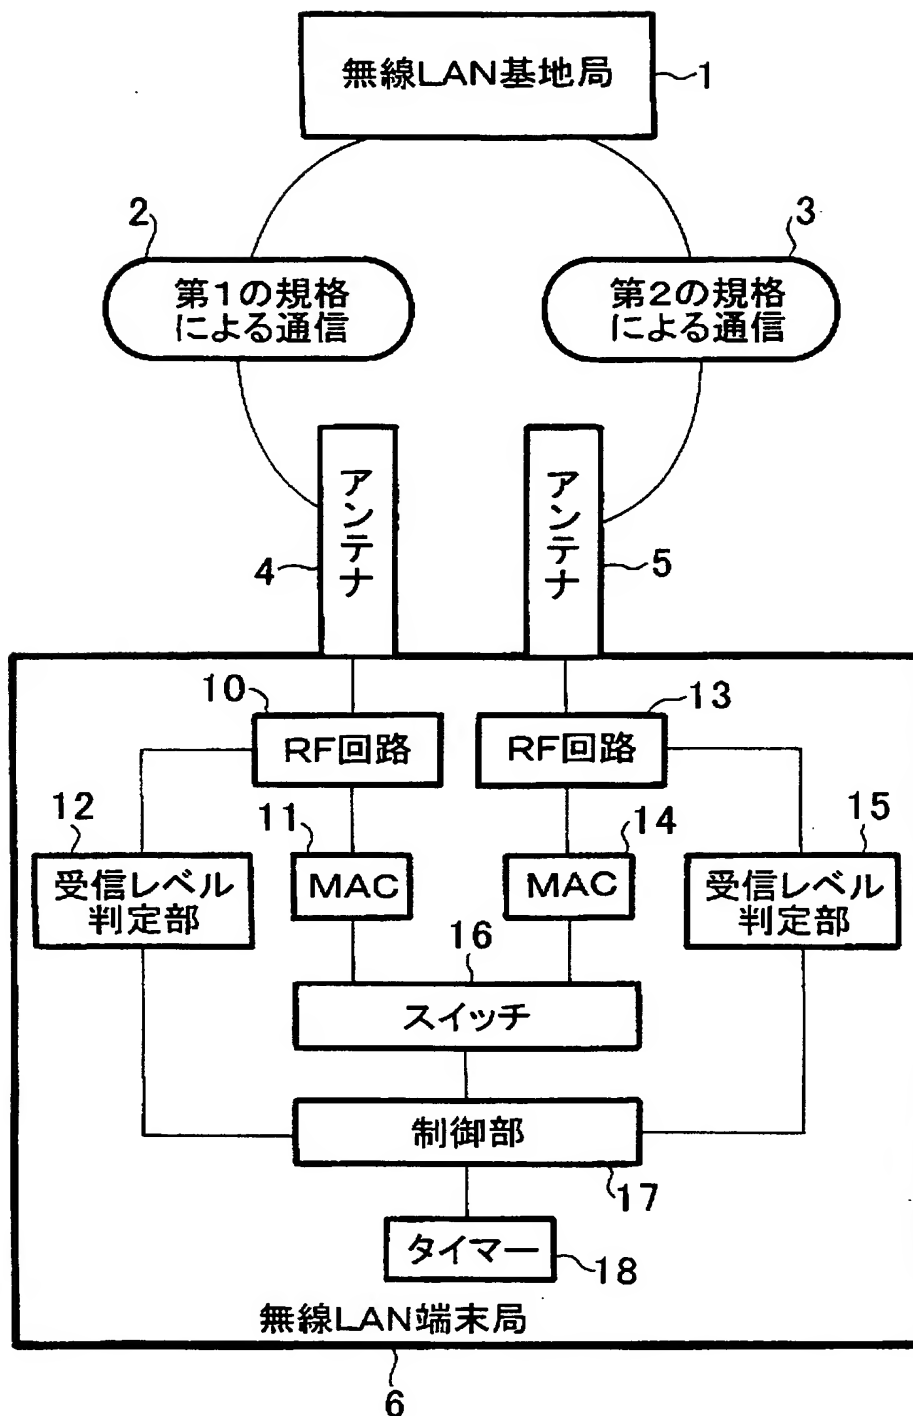 無線LAN基地局
1
2
3
第1の規格
による通信
第2の規格
による通信
アンテナ
アンテナ
4
5
10
13
RF回路
RF回路
12
11
14
15
受信レベル
判定部
MAC
MAC
受信レベル
判定部
16
スイッチ
制御部
17
タイマー
18
無線LAN端末局
6